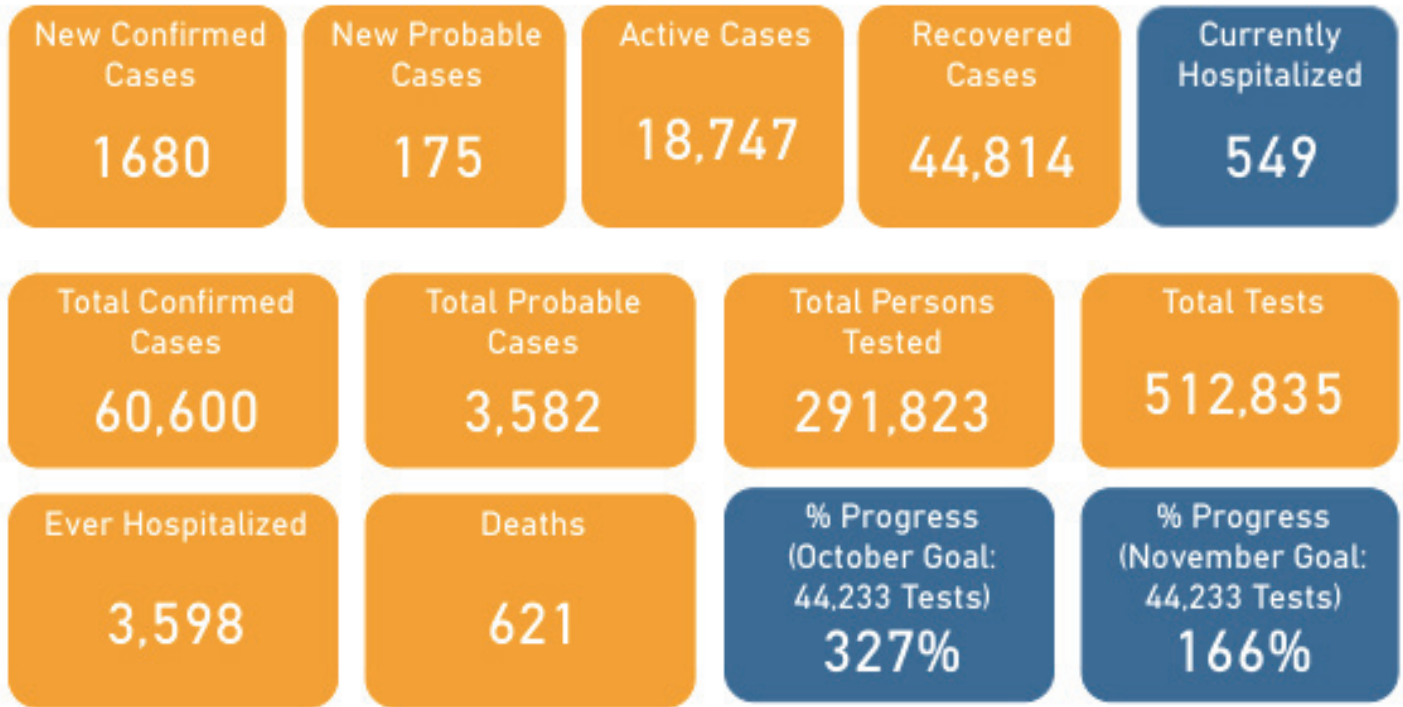 New Confirmed
Cases
1680
New Probable
Cases
175
Active Cases
18,747
Recovered
Cases
44,814
Currently
Hospitalized
549
Total Confirmed
Cases
60,600
Total Probable
Cases
3,582
Total Persons
Tested
291,823
Total Tests
512,835
Ever Hospitalized
3,598
Deaths
621
% Progress
(October Goal:
44,233 Tests)
327%
% Progress
(November Goal:
44,233 Tests)
166%